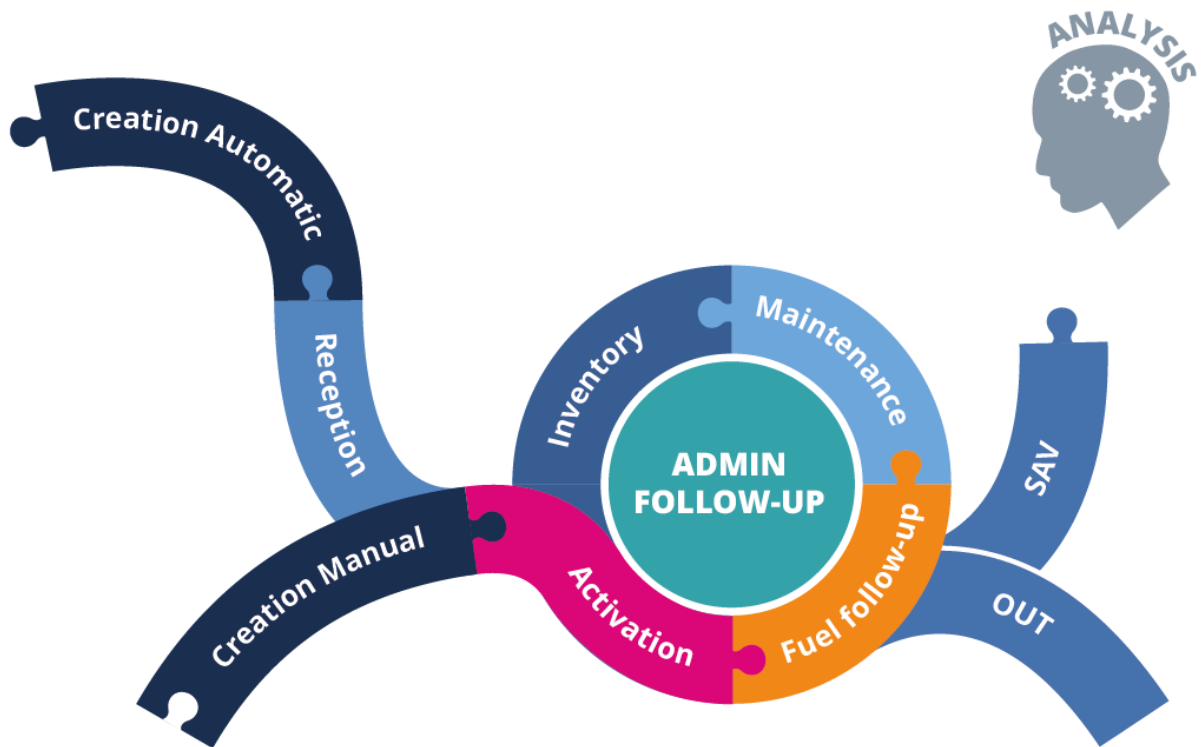 ANALYSIS
Creation Automatic
Reception
Creation Manual
Activation
Inventory
Maintenance
ADMIN
FOLLOW-UP
Fuel follow-up
SAV
OUT